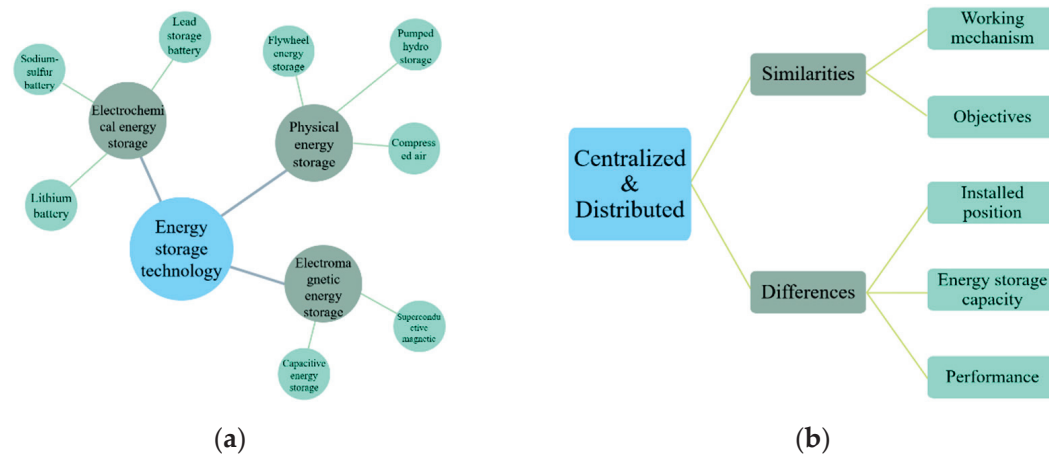 Lead
storage
battery
Sodium-
sulfur battery
Electrochemi
cal energy
storage
Lithium
battery
Flywheel energy
storage
Pumped
hydro
storage
Physical
energy
storage
Compress
ed air
Energy
storage
technology
Electroma
gnetic energy
storage
Supercondu
ctive
magnetic
Capacitive
energy
storage
(a)
Centralized
&
Distributed
Similarities
Working
mechanism
Objectives
Differences
Installed
position
Energy storage
capacity
Performance
(b)